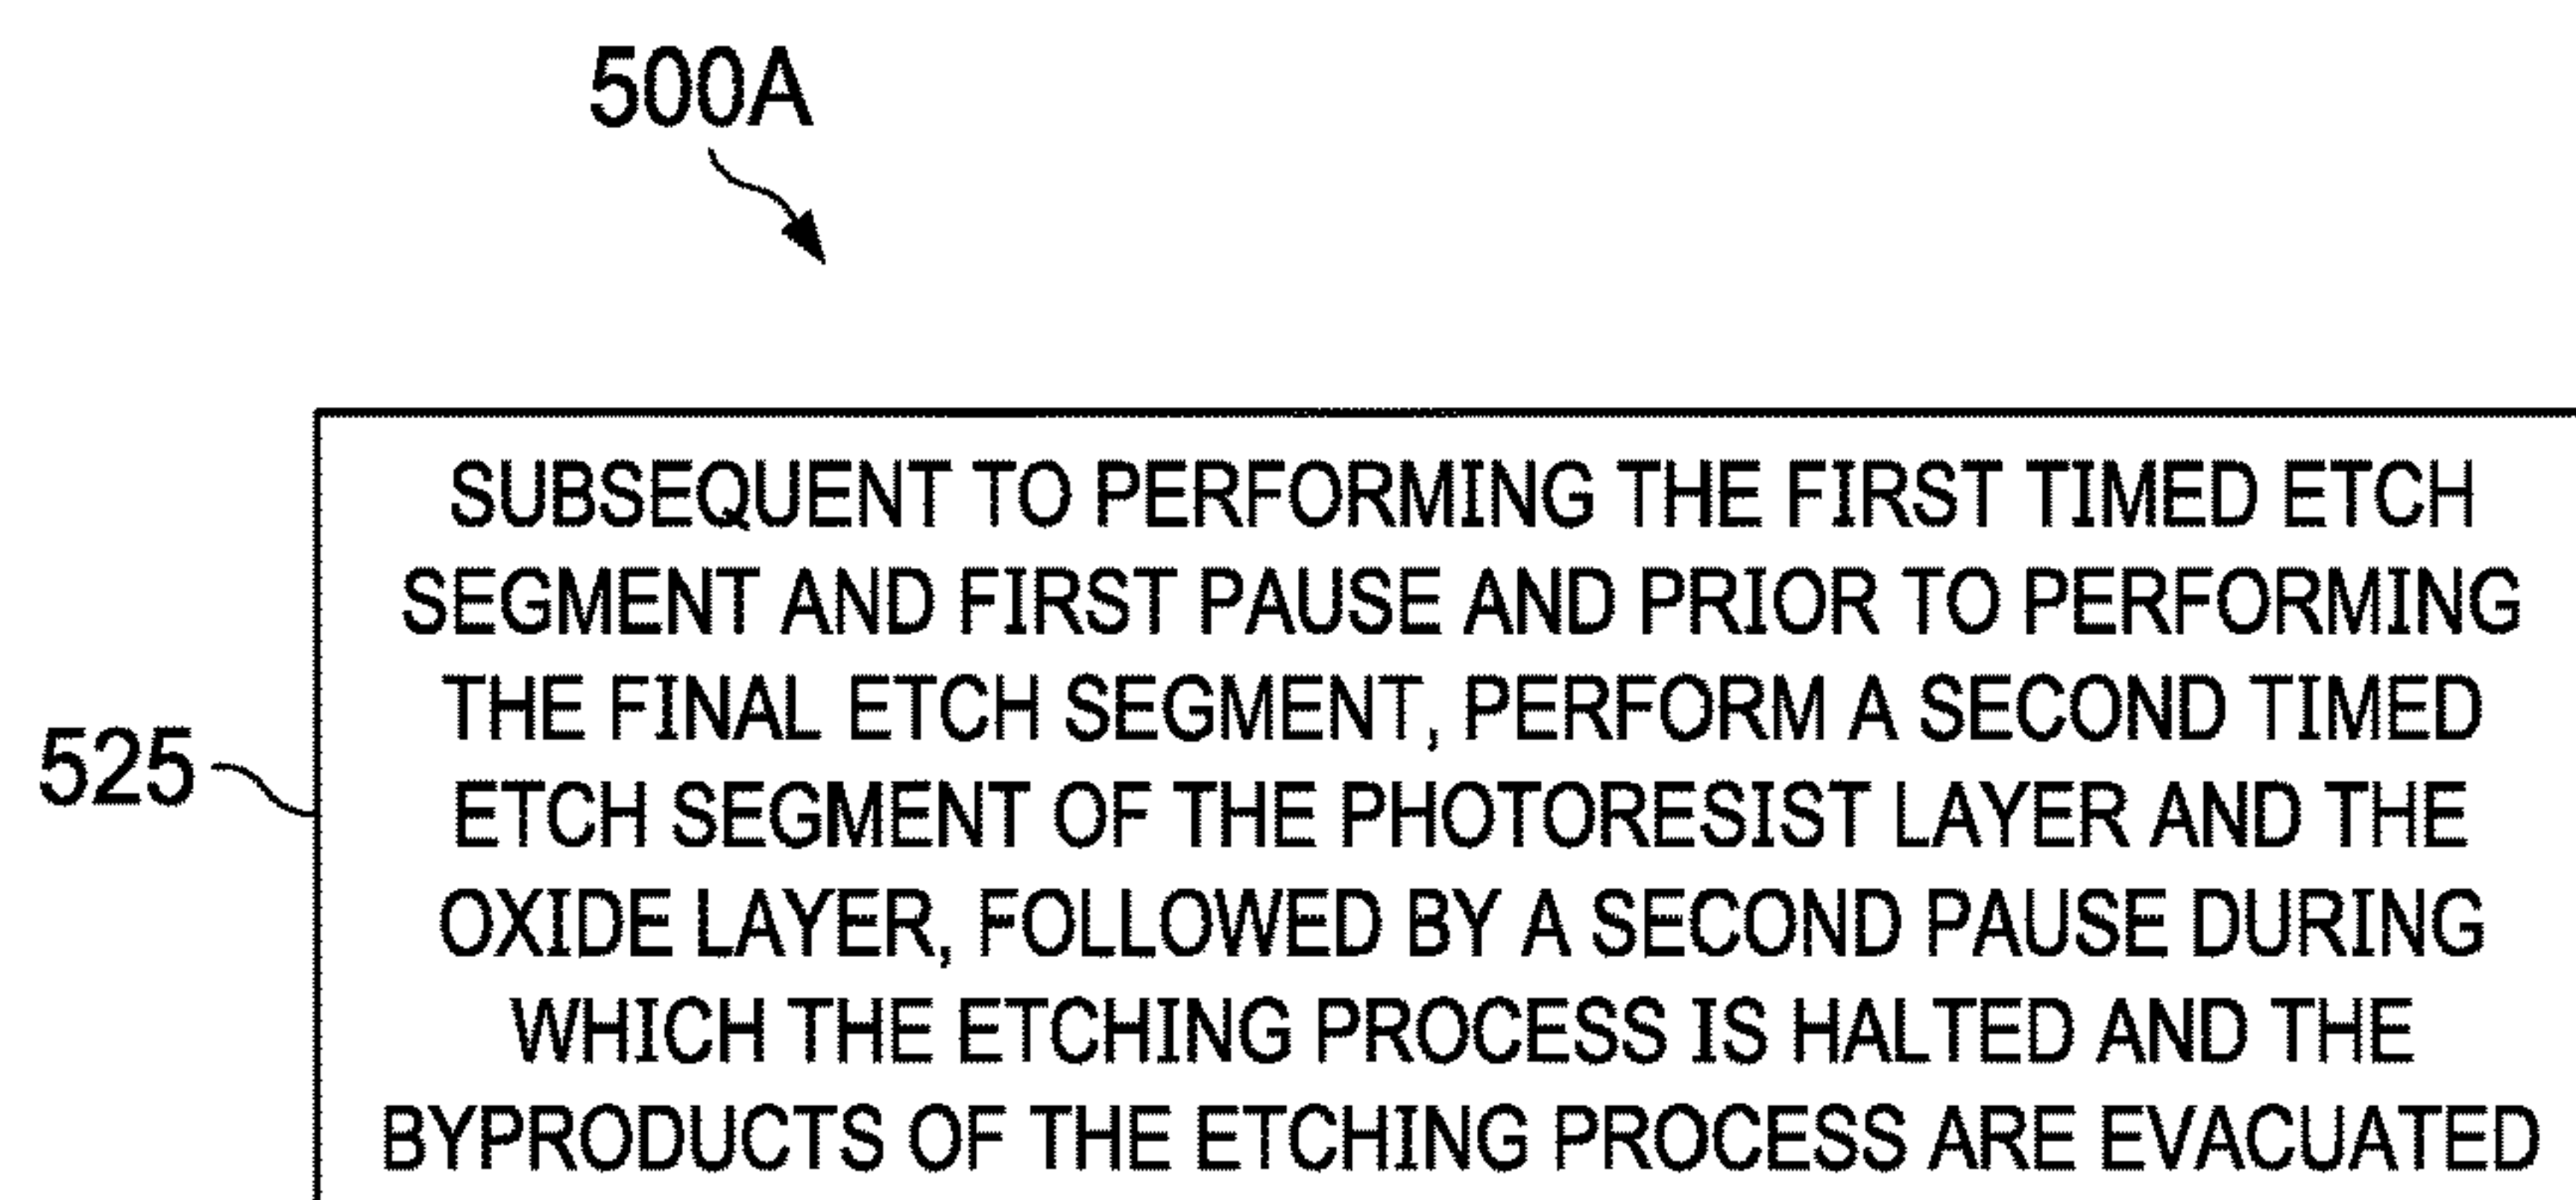 500A
SUBSEQUENT TO PERFORMING THE FIRST TIMED ETCH
SEGMENT AND FIRST PAUSE AND PRIOR TO PERFORMING
THE FINAL ETCH SEGMENT, PERFORM A SECOND TIMED
525
ETCH SEGMENT OF THE PHOTORESIST LAYER AND THE
OXIDE LAYER, FOLLOWED BY A SECOND PAUSE DURING
WHICH THE ETCHING PROCESS IS HALTED AND THE
BYPRODUCTS OF THE ETCHING PROCESS ARE EVACUATED